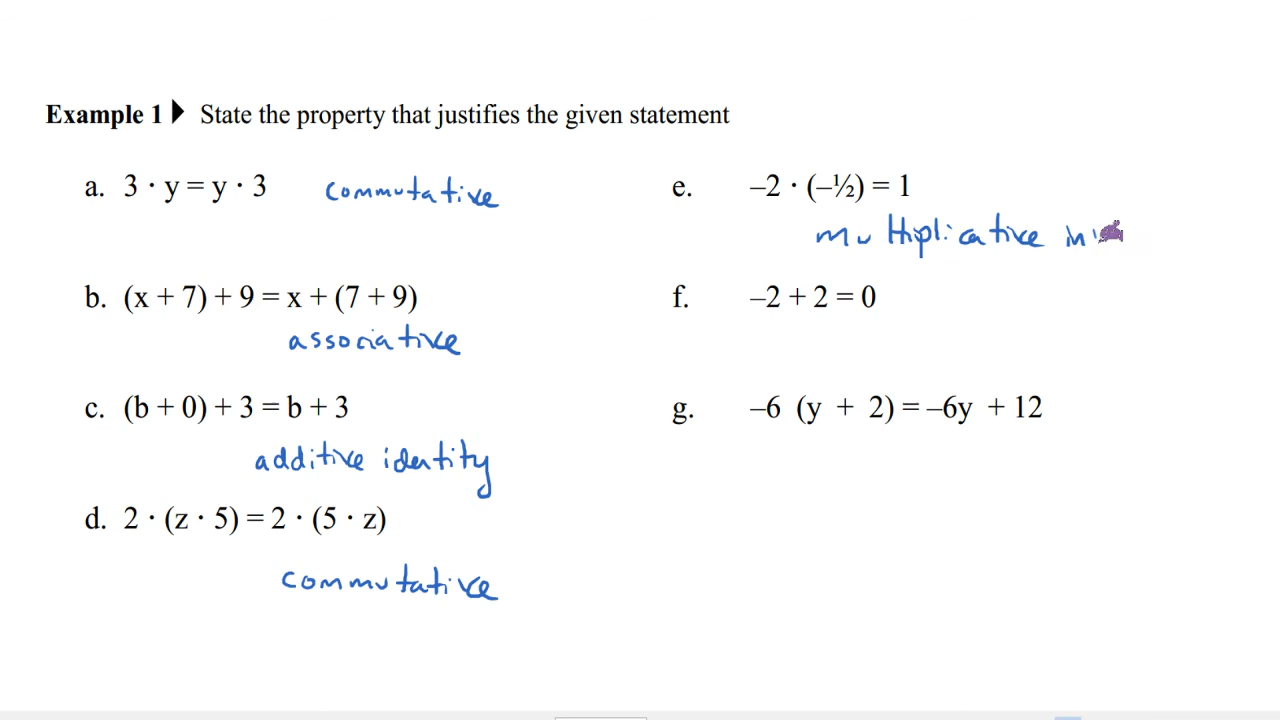 Example 1 ▶ State the property that justifies the given statement
a. 3 · y = y · 3 commutative
b. (x + 7) + 9 = x + (7 + 9)
associative
c. (b + 0) + 3 = b + 3
additive identity
d. 2 · (z · 5) = 2 · (5 · z)
commutative
e. –2 · (–½) = 1
multiplicative
f. –2 + 2 = 0
g. –6 (y + 2) = –6y + 12